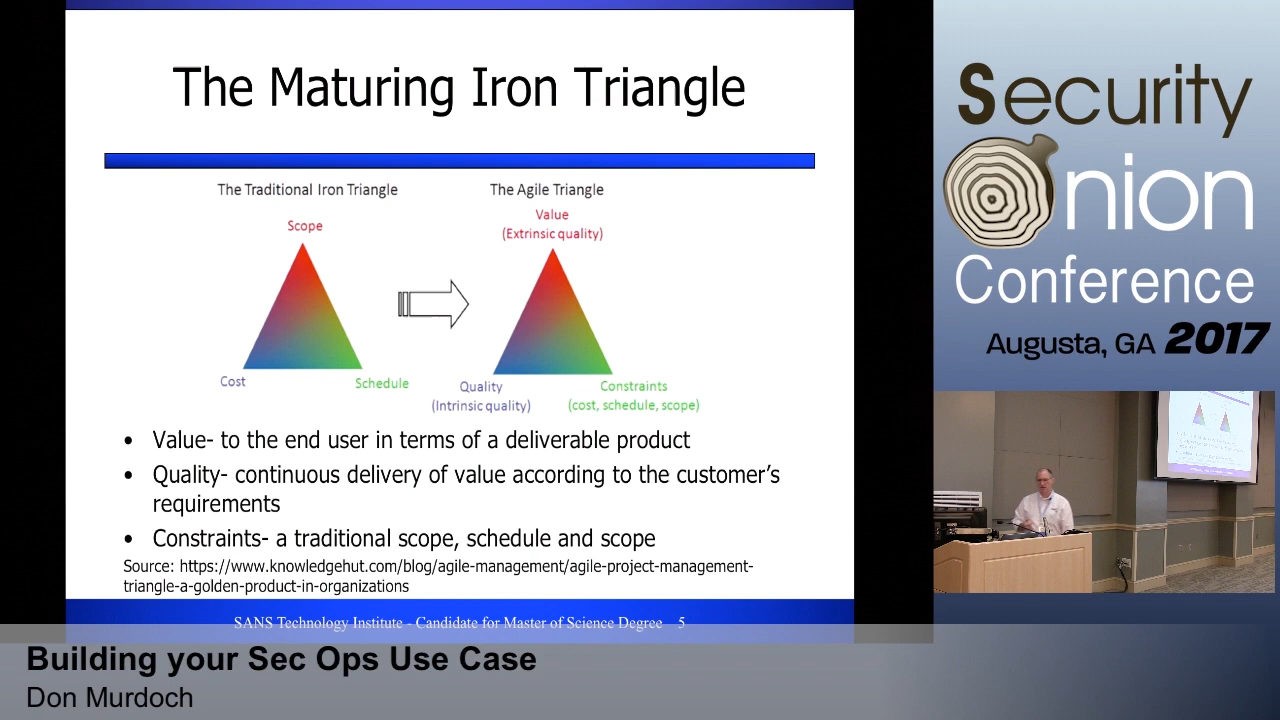 The Maturing Iron Triangle
The Traditional Iron Triangle
Scope
Cost
Schedule
The Agile Triangle
Value
(Extrinsic quality)
Quality
(Intrinsic quality)
Constraints
(cost, schedule, scope)
• Value- to the end user in terms of a deliverable product
• Quality- continuous delivery of value according to the customer’s
requirements
• Constraints- a traditional scope, schedule and scope
Source: https://www.knowledgehut.com/blog/agile-management/agile-project-management-
triangle-a-golden-product-in-organizations
SANS Technology Institute - Candidate for Master of Science Degree 5
Security
Onion
Conference
Augusta, GA 2017
Building your Sec Ops Use Case
Don Murdoch